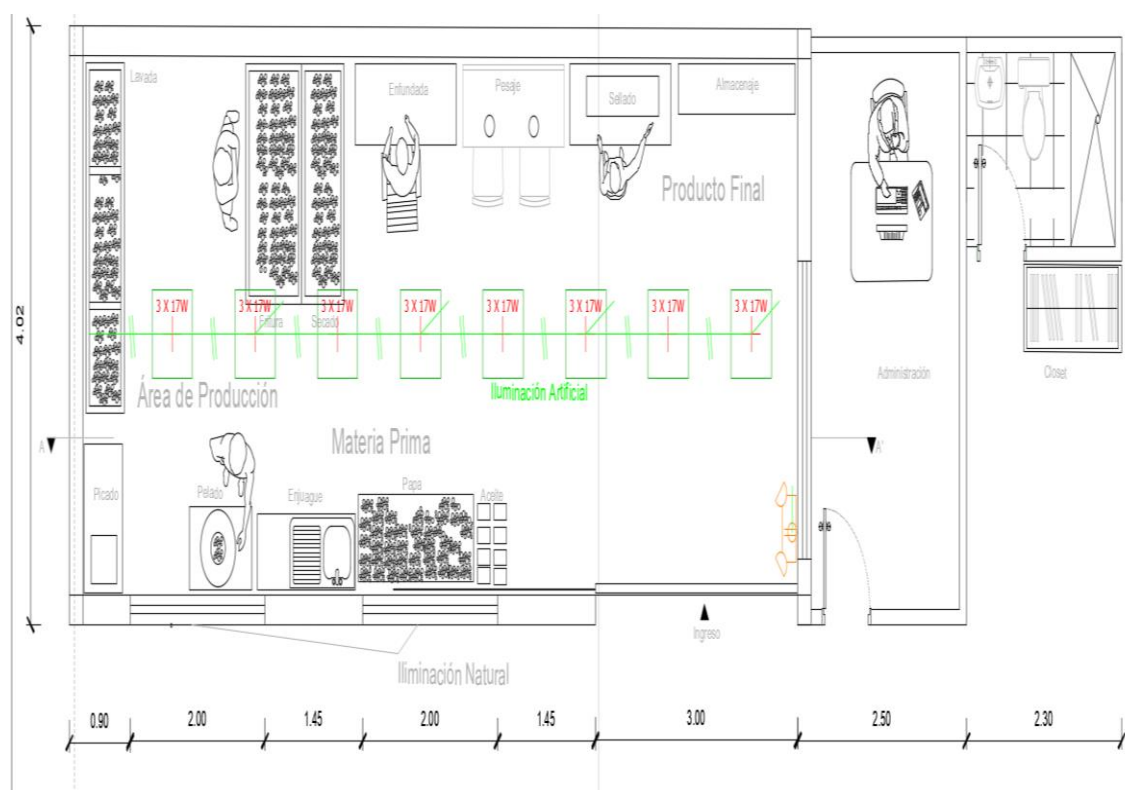 Lavada
Enfundada
Pesaje
Sellado
Almacenaje
Producto Final
4.02
3 X 17W
3 X 17W
3 X 17W
3 X 17W
3 X 17W
3 X 17W
3 X 17W
3 X 17W
Secado
Área de Producción
Iluminación Artificial
Administración
Closet
Materia Prima
A
A'
Picado
Pelado
Enjuague
Papa
Aceite
Ingreso
Iliminación Natural
0.90
2.00
1.45
2.00
1.45
3.00
2.50
2.30